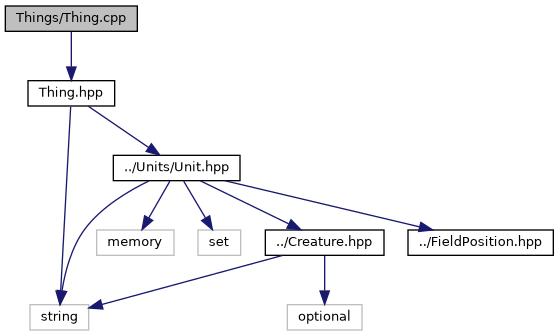 Things/Thing.cpp
Thing.hpp
../Units/Unit.hpp
memory
set
../Creature.hpp
../FieldPosition.hpp
string
optional